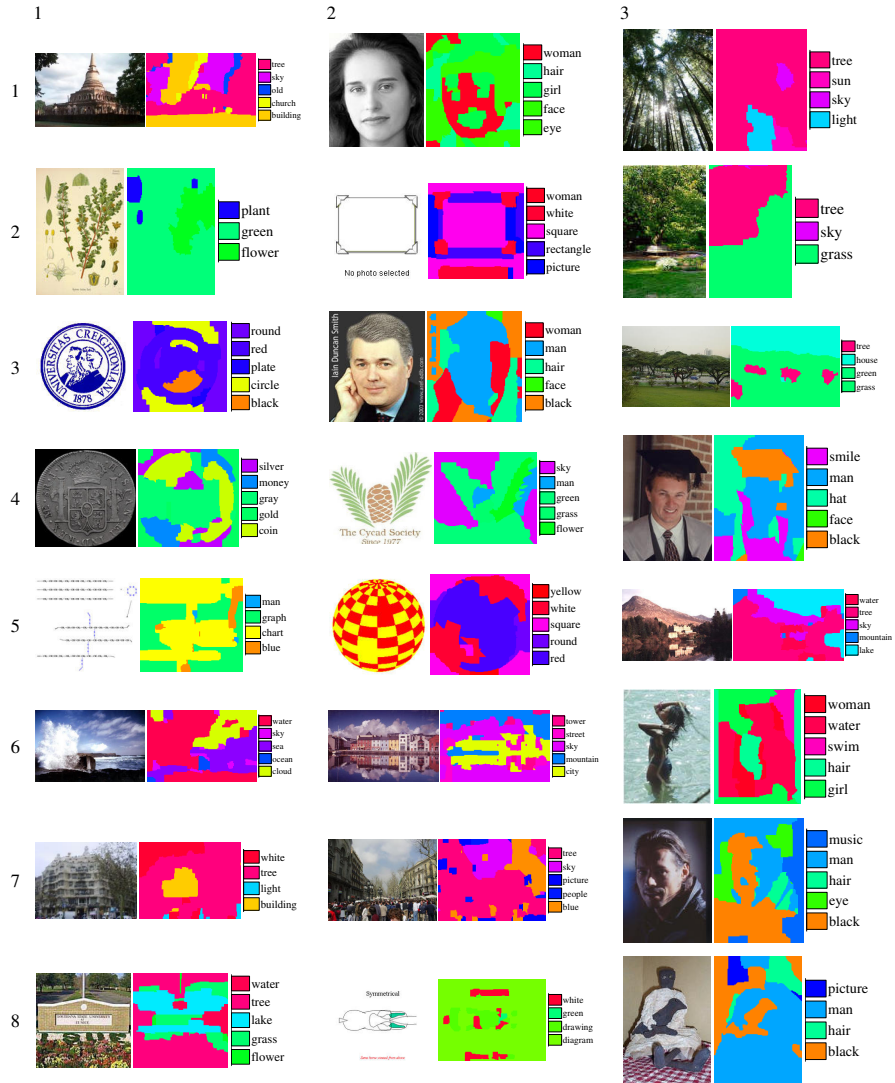 1
2
3
1
tree
sky
old
church
building
woman
hair
girl
face
eye
tree
sun
sky
light
2
plant
green
flower
No photo selected
woman
white
square
rectangle
picture
tree
sky
grass
3
UNIVERSITAS CREIGHTONIANA
1878
round
red
plate
circle
black
Iain Duncan Smith
woman
man
hair
face
black
tree
house
green
grass
4
silver
money
gray
gold
coin
The Cycad Society
Since 1977
sky
man
green
grass
flower
smile
man
hat
face
black
5
man
graph
chart
blue
yellow
white
square
round
red
water
tree
sky
mountain
lake
6
water
sky
sea
ocean
cloud
tower
street
sky
mountain
city
woman
water
swim
hair
girl
7
white
tree
light
building
tree
sky
picture
people
blue
music
man
hair
eye
black
8
water
tree
lake
grass
flower
Symmetrical
white
green
drawing
diagram
picture
man
hair
black